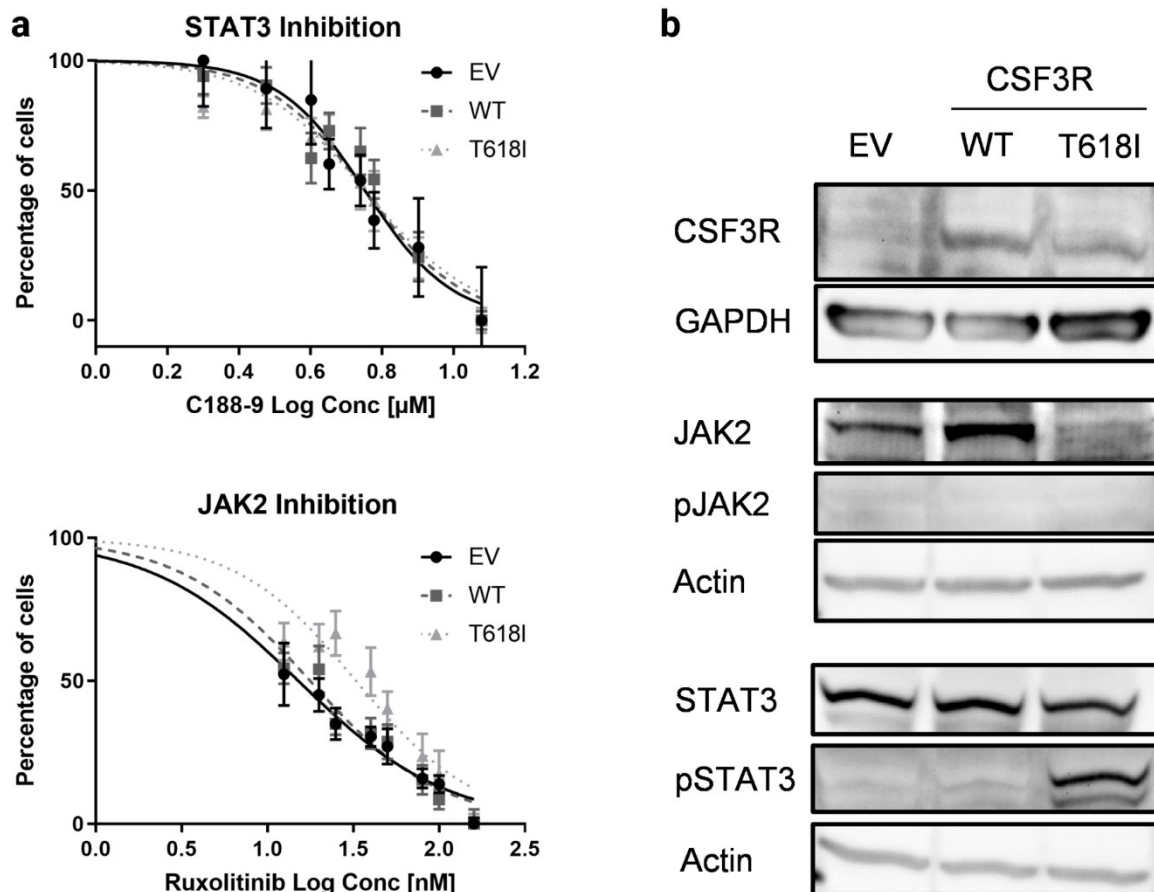 a
STAT3 Inhibition
100
50
0
Percentage of cells
EV
WT
T618I
0.0 0.2 0.4 0.6 0.8 1.0 1.2
C188-9 Log Conc [µM]
JAK2 Inhibition
100
50
0
Percentage of cells
EV
WT
T618I
0.0 0.5 1.0 1.5 2.0 2.5
Ruxolitinib Log Conc [nM]
b
CSF3R
EV WT T618I
CSF3R
GAPDH
JAK2
pJAK2
Actin
STAT3
pSTAT3
Actin